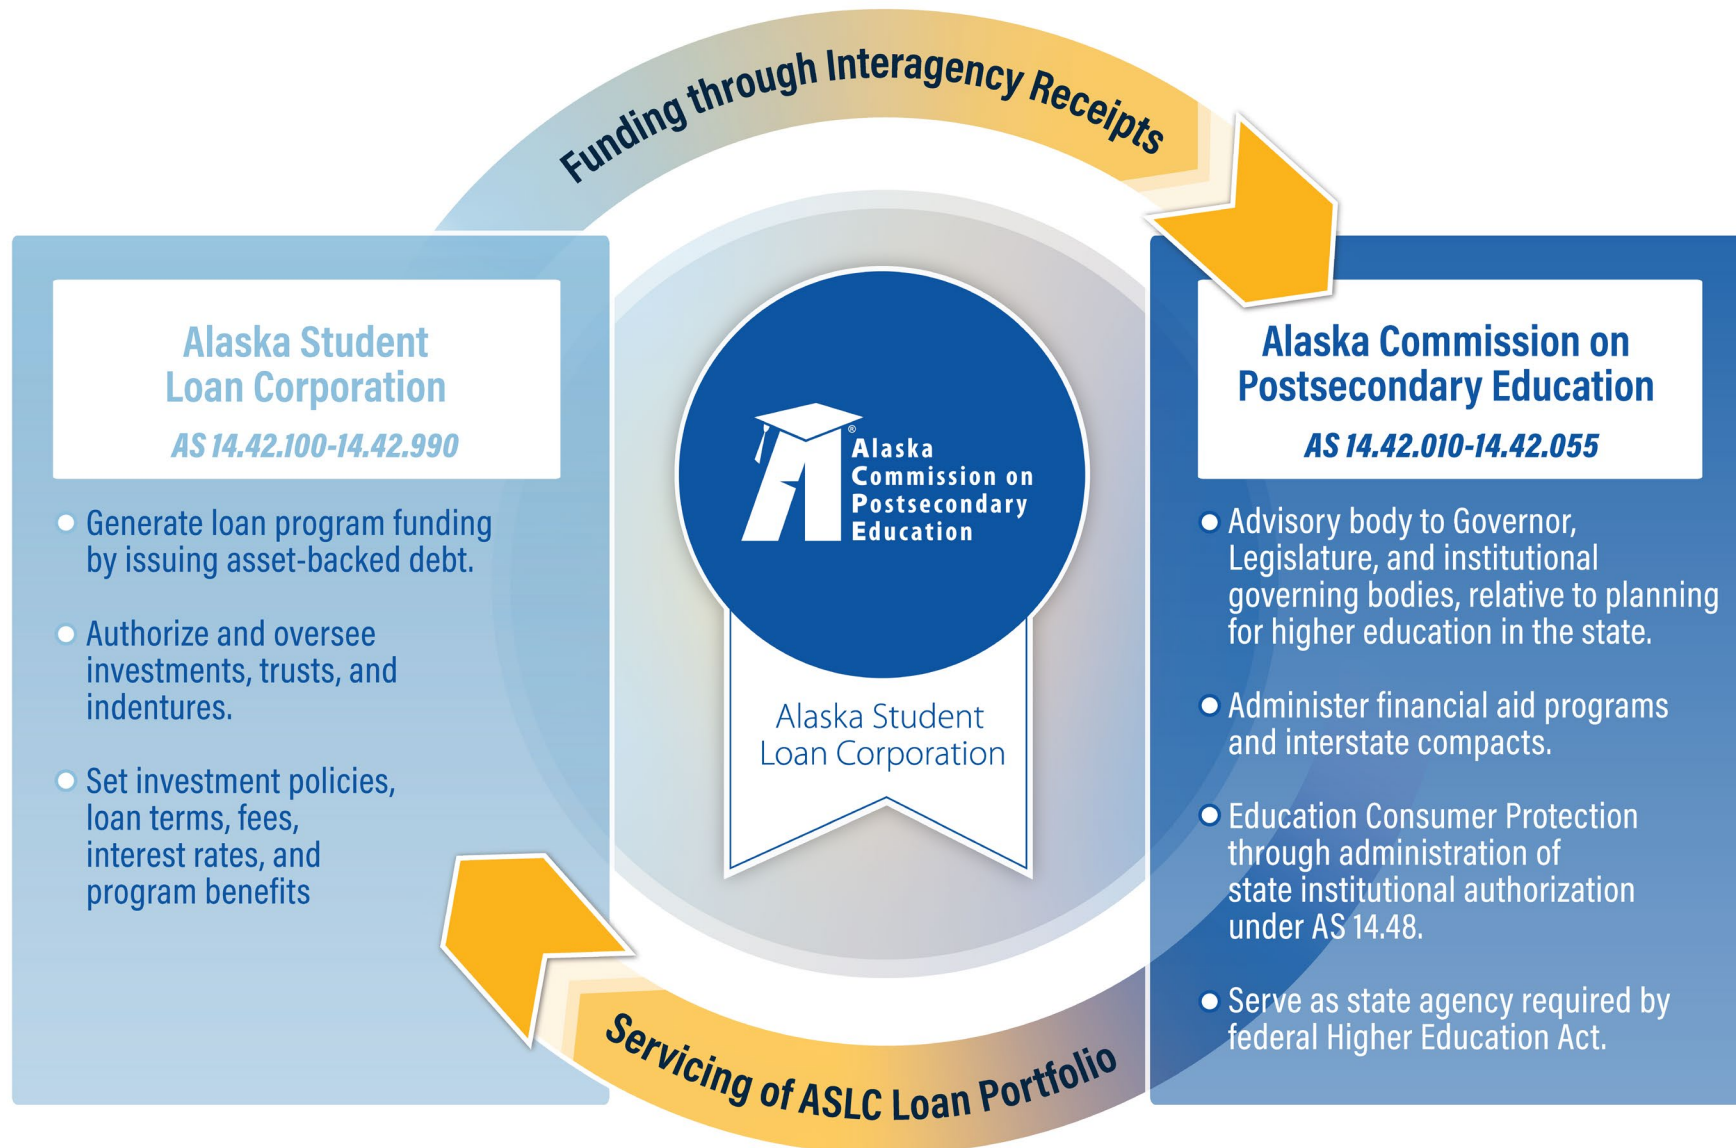 Funding through Interagency Receipts
Alaska Student
Loan Corporation
AS 14.42.100-14.42.990
Generate loan program funding
by issuing asset-backed debt.
Authorize and oversee
investments, trusts, and
indentures.
Set investment policies,
loan terms, fees,
interest rates, and
program benefits
®
Alaska
Commission on
Postsecondary
Education
Alaska Student
Loan Corporation
Alaska Commission on
Postsecondary Education
AS 14.42.010-14.42.055
Advisory body to Governor,
Legislature, and institutional
governing bodies, relative to planning
for higher education in the state.
Administer financial aid programs
and interstate compacts.
Education Consumer Protection
through administration of
state institutional authorization
under AS 14.48.
Serve as state agency required by
federal Higher Education Act.
Servicing of ASLC Loan Portfolio